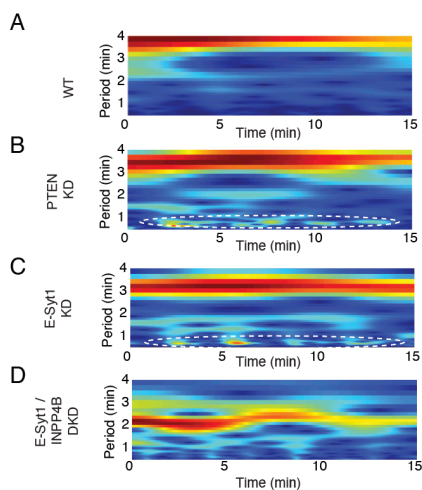 A
WT
Period (min)
4
3
2
1
0
5
10
15
Time (min)
B
PTEN
KD
Period (min)
4
3
2
1
0
5
10
15
Time (min)
C
E-Syt1
KD
Period (min)
4
3
2
1
0
5
10
15
Time (min)
D
E-Syt1 /
INPP4B
DKD
Period (min)
4
3
2
1
0
5
10
15
Time (min)